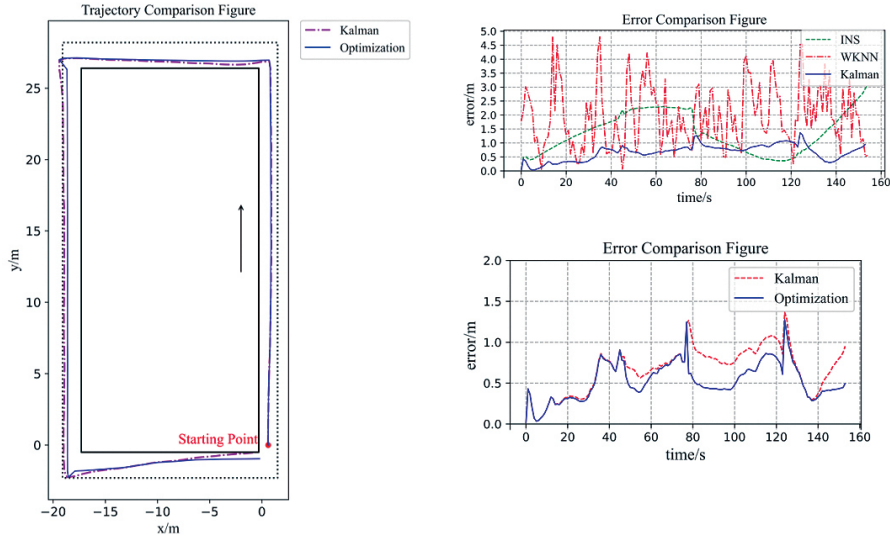 Trajectory Comparison Figure
Kalman
Optimization
25
20
15
10
5
0
y/m
Starting Point
−20
−15
−10
−5
0
x/m
Error Comparison Figure
INS
WKNN
Kalman
5.0
4.5
4.0
3.5
3.0
2.5
2.0
1.5
1.0
0.5
0.0
error/m
0
20
40
60
80
100
120
140
160
time/s
Error Comparison Figure
Kalman
Optimization
2.0
1.5
1.0
0.5
0.0
error/m
0
20
40
60
80
100
120
140
160
time/s